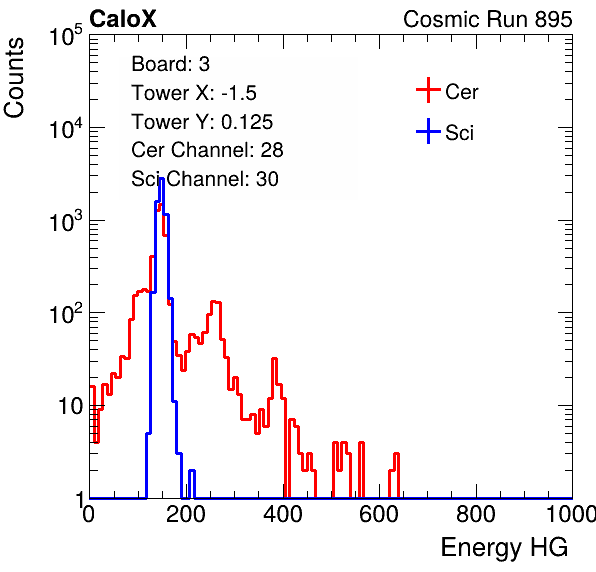 CaloX Cosmic Run 895
Counts
Board: 3
Tower X: -1.5
Tower Y: 0.125
Cer Channel: 28
Sci Channel: 30
Cer
Sci
10^5
10^4
10^3
10^2
10
1
0 200 400 600 800 1000
Energy HG